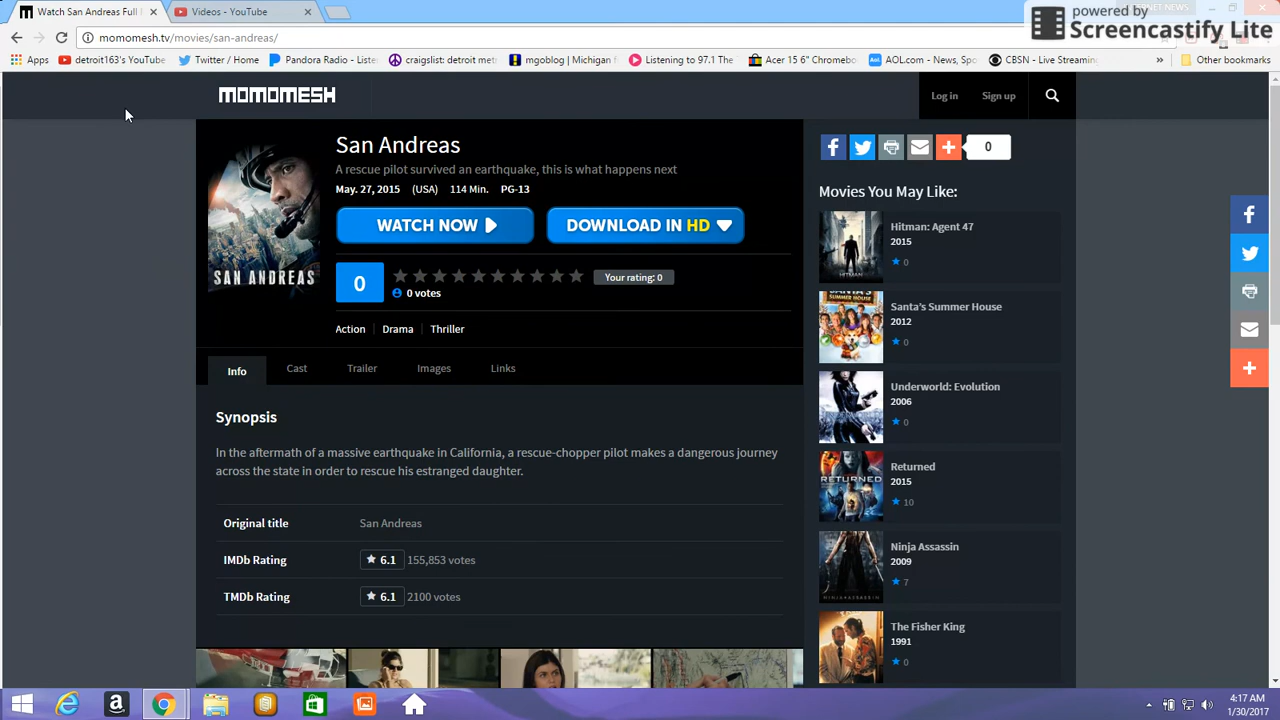 Watch San Andreas Full
Videos - YouTube
powered by
Screencastify Lite
momomesh.tv/movies/san-andreas/
Apps
detroit163's YouTube
Twitter / Home
Pandora Radio - Liste
craigslist: detroit met
mgoblog | Michigan f
Listening to 97.1 The
Acer 15 6" Chromebo
AOL.com - News, Spo
CBSN - Live Streaming
»
Other bookmarks
MOMOMESH
Log in
Sign up
San Andreas
A rescue pilot survived an earthquake, this is what happens next
May. 27, 2015 (USA) 114 Min. PG-13
WATCH NOW
DOWNLOAD IN HD
SAN ANDREAS
0
Your rating: 0
0 votes
Action Drama Thriller
Info
Cast
Trailer
Images
Links
Synopsis
In the aftermath of a massive earthquake in California, a rescue-chopper pilot makes a dangerous journey
across the state in order to rescue his estranged daughter.
Original title San Andreas
IMDb Rating 6.1 155,853 votes
TMDb Rating 6.1 2100 votes
0
Movies You May Like:
HITMAN
Hitman: Agent 47
2015
0
SANTA'S
SUMMER HOUSE
Santa's Summer House
2012
0
Underworld: Evolution
2006
0
RETURNED
Returned
2015
10
NINJA ASSASSIN
Ninja Assassin
2009
7
The Fisher King
1991
0
4:17 AM
1/30/2017